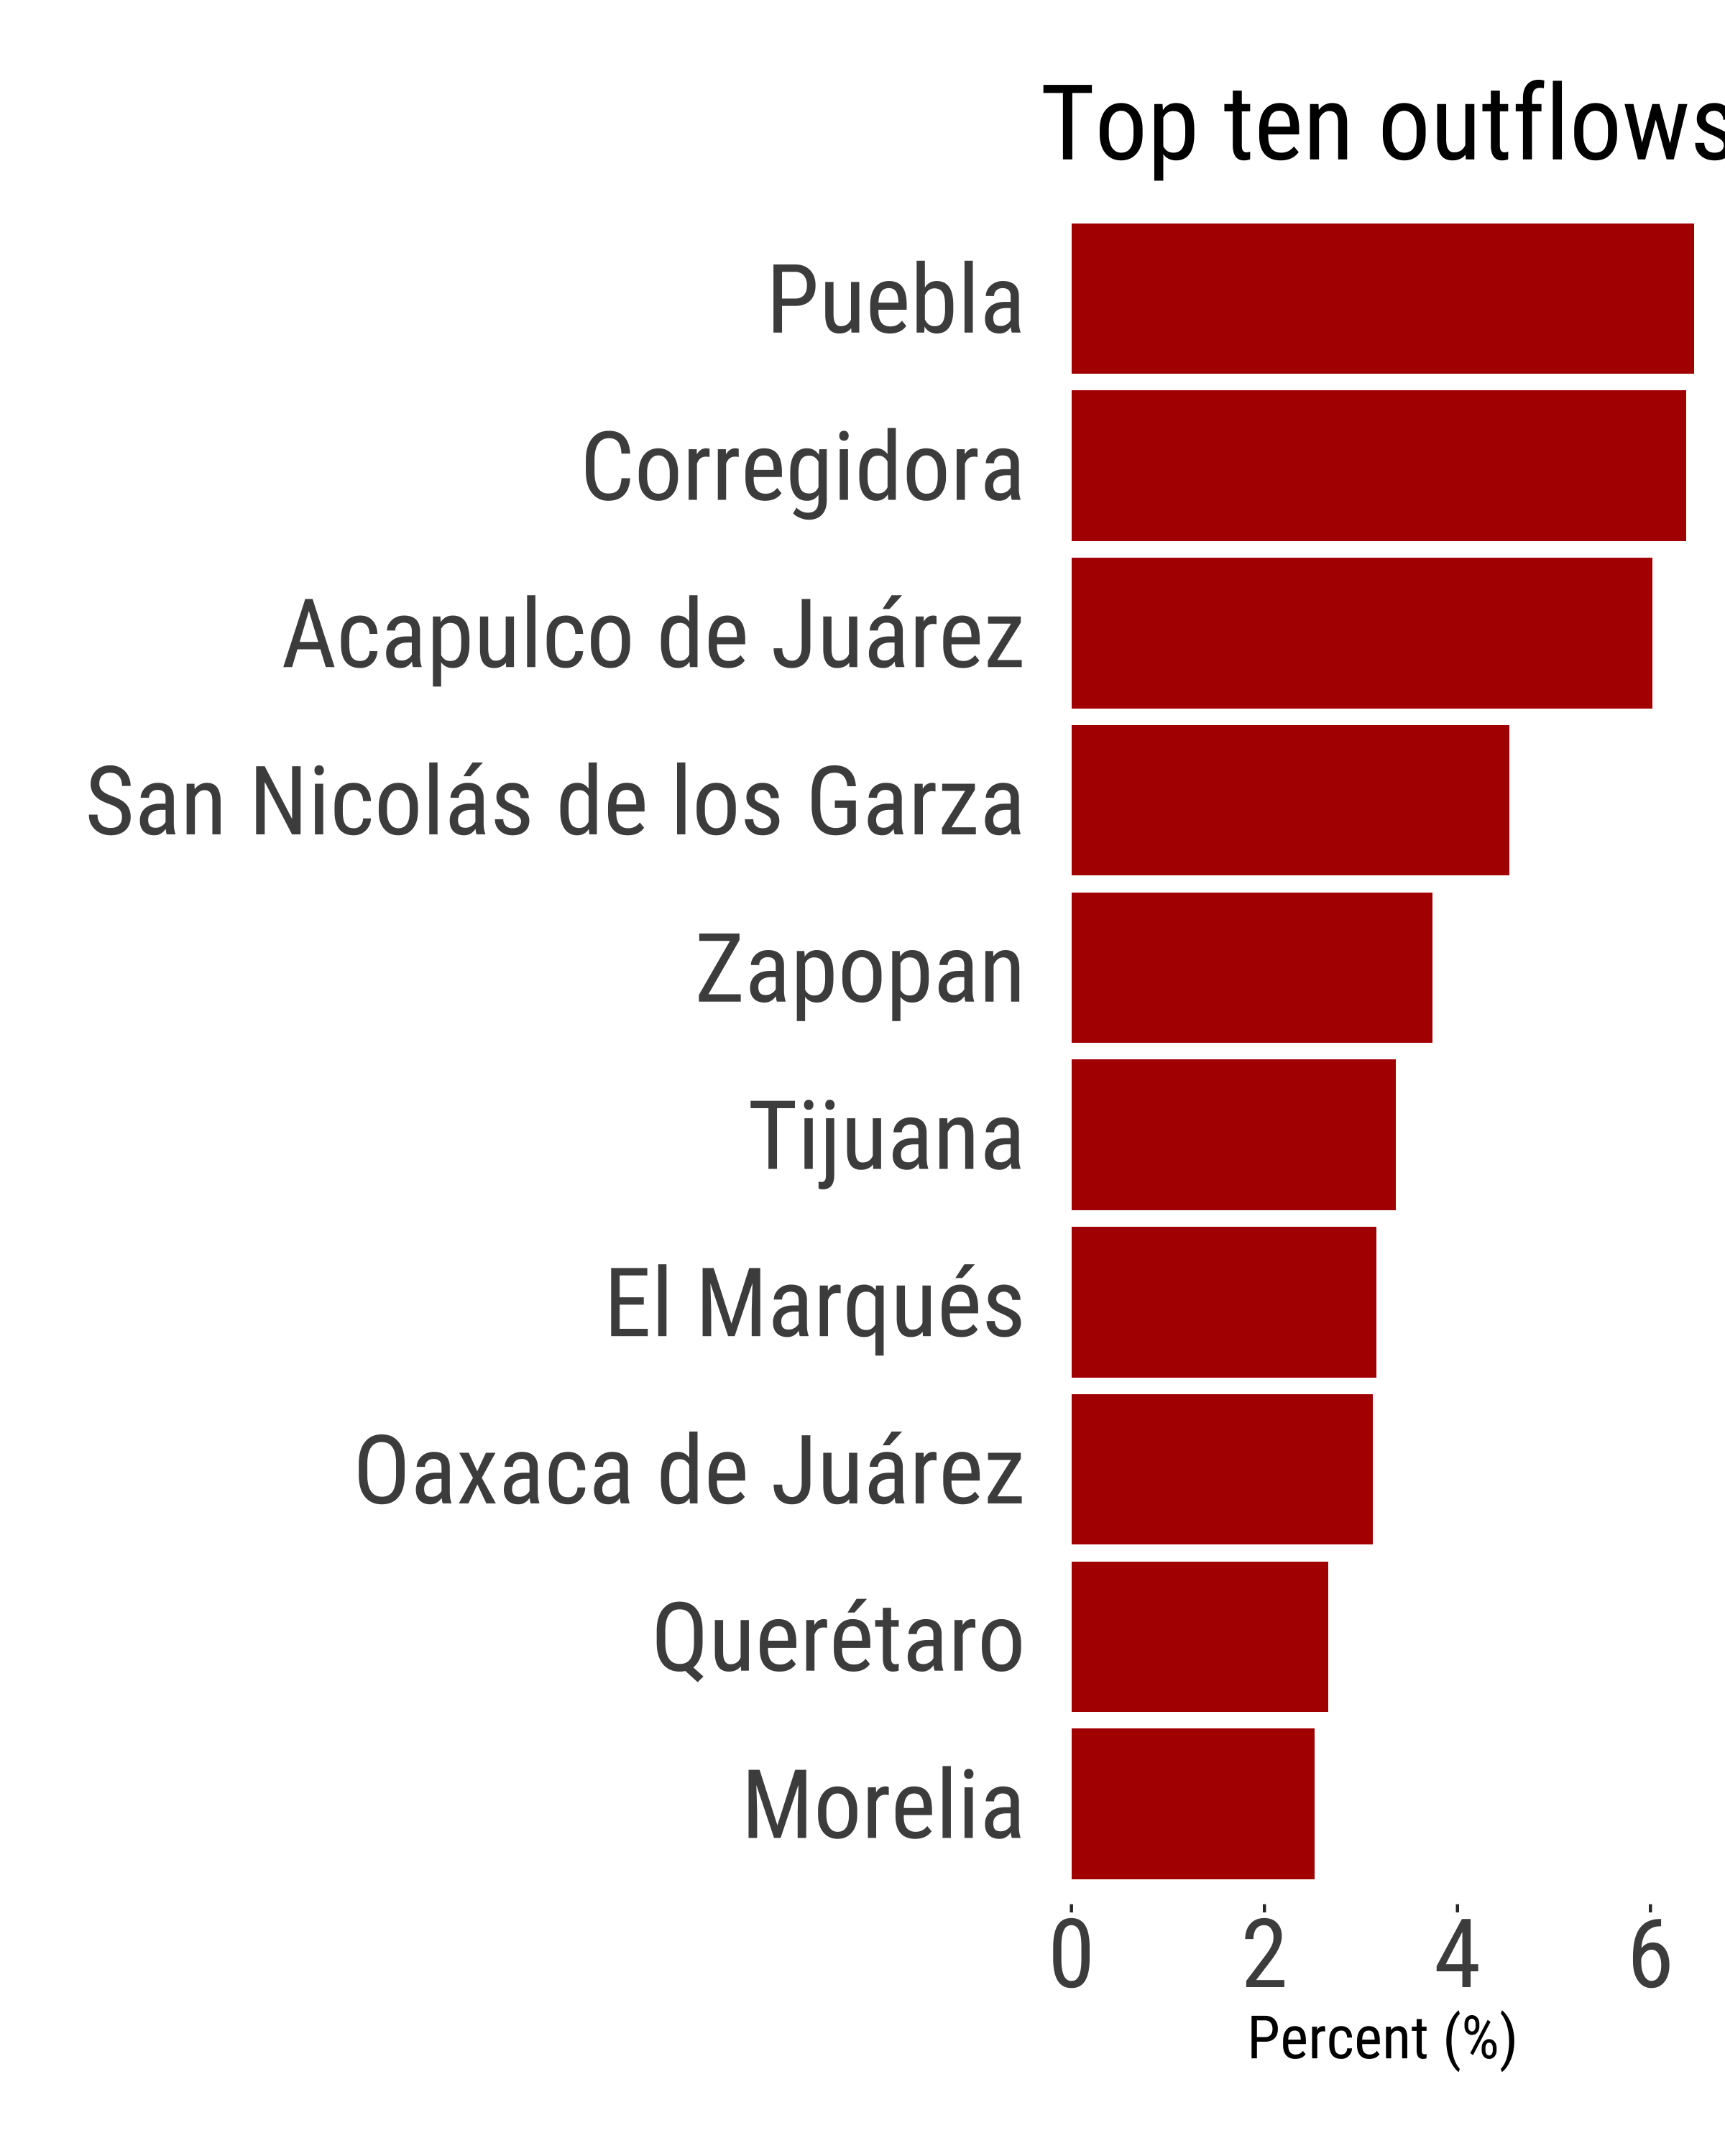 Top ten outflows
Puebla
Corregidora
Acapulco de Juárez
San Nicolás de los Garza
Zapopan
Tijuana
El Marqués
Oaxaca de Juárez
Querétaro
Morelia
0 2 4 6
Percent (%)